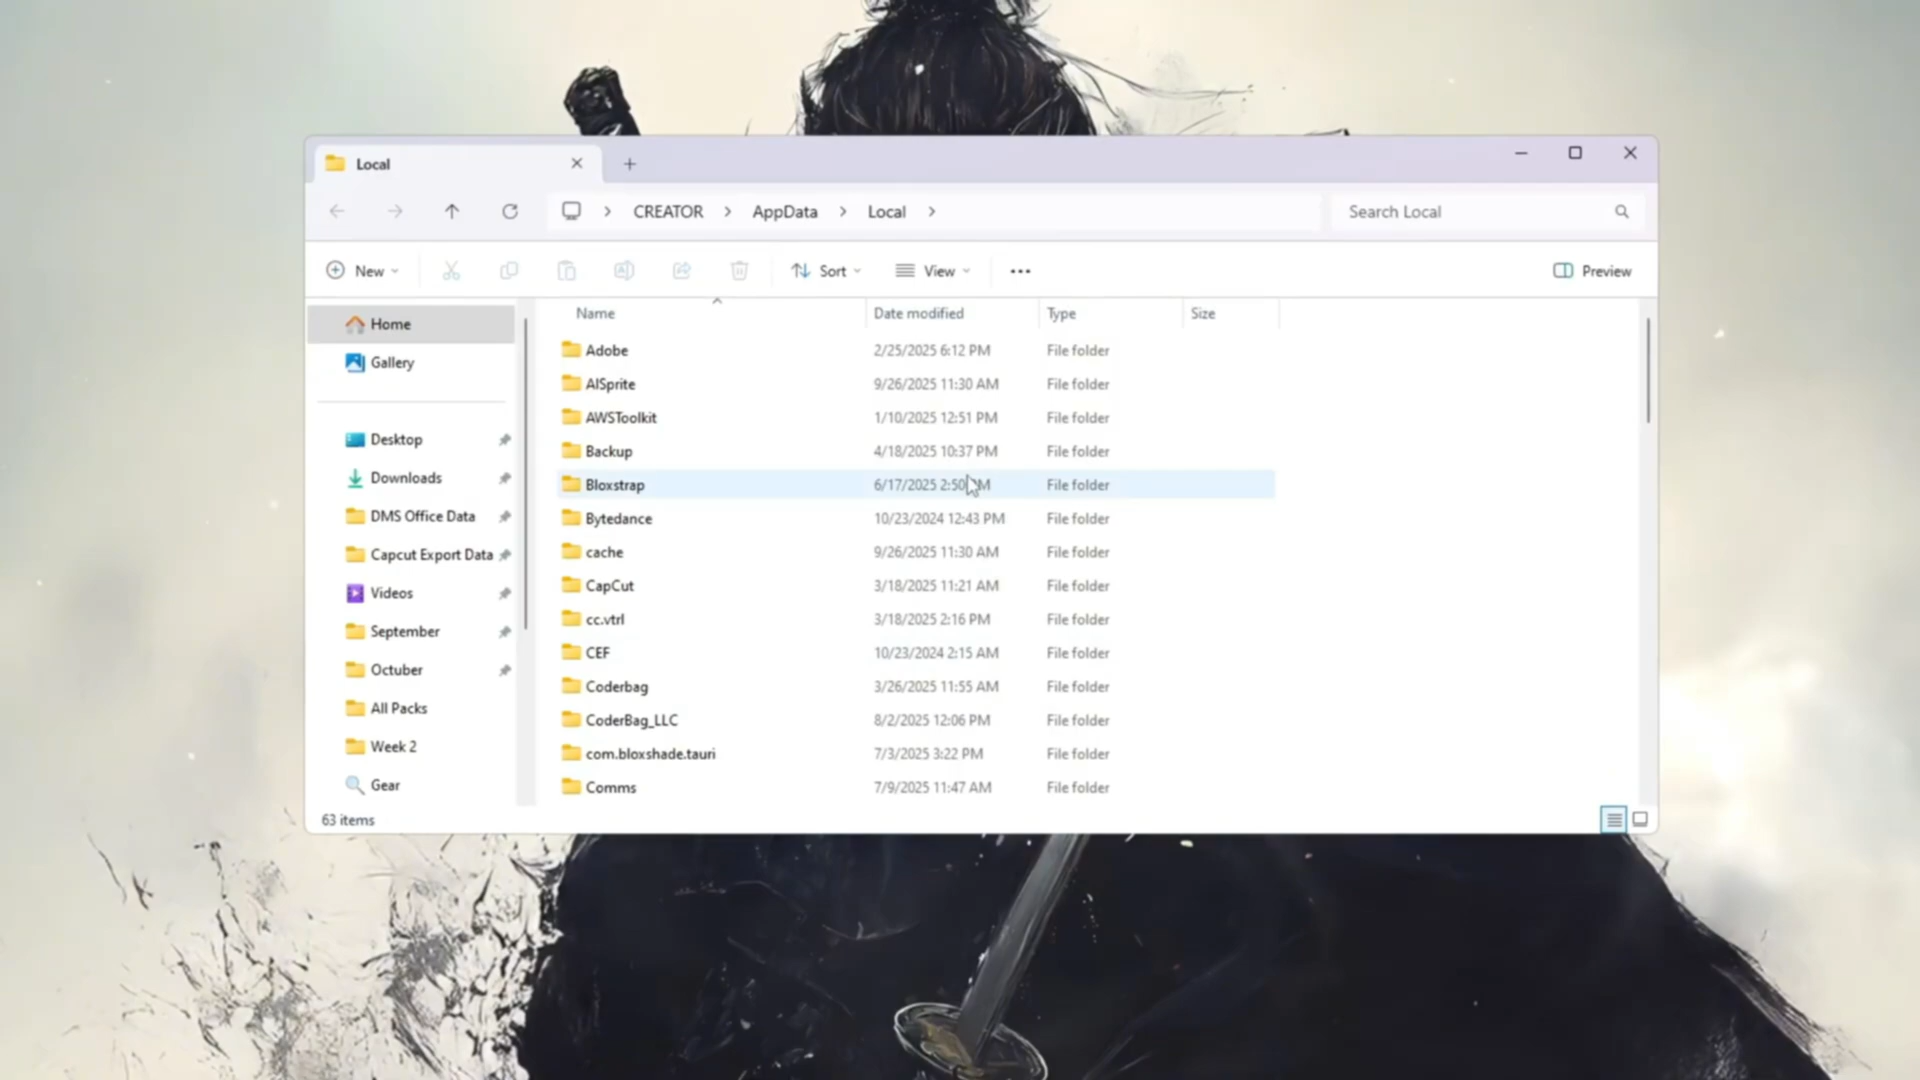 Local
CREATOR > AppData > Local >
Search Local
New
Sort
View
Preview
Home
Gallery
Desktop
Downloads
DMS Office Data
Capcut Export Data
Videos
September
Octuber
All Packs
Week 2
Gear
Name Date modified Type Size
Adobe 2/25/2025 6:12 PM File folder
AISprite 9/26/2025 11:30 AM File folder
AWSToolkit 1/10/2025 12:51 PM File folder
Backup 4/18/2025 10:37 PM File folder
Bloxstrap 6/17/2025 2:50 File folder
Bytedance 10/23/2024 12:43 PM File folder
cache 9/26/2025 11:30 AM File folder
CapCut 3/18/2025 11:21 AM File folder
cc.vtrl 3/18/2025 2:16 PM File folder
CEF 10/23/2024 2:15 AM File folder
Coderbag 3/26/2025 11:55 AM File folder
CoderBag_LLC 8/2/2025 12:06 PM File folder
com.bloxshade.tauri 7/3/2025 3:22 PM File folder
Comms 7/9/2025 11:47 AM File folder
63 items